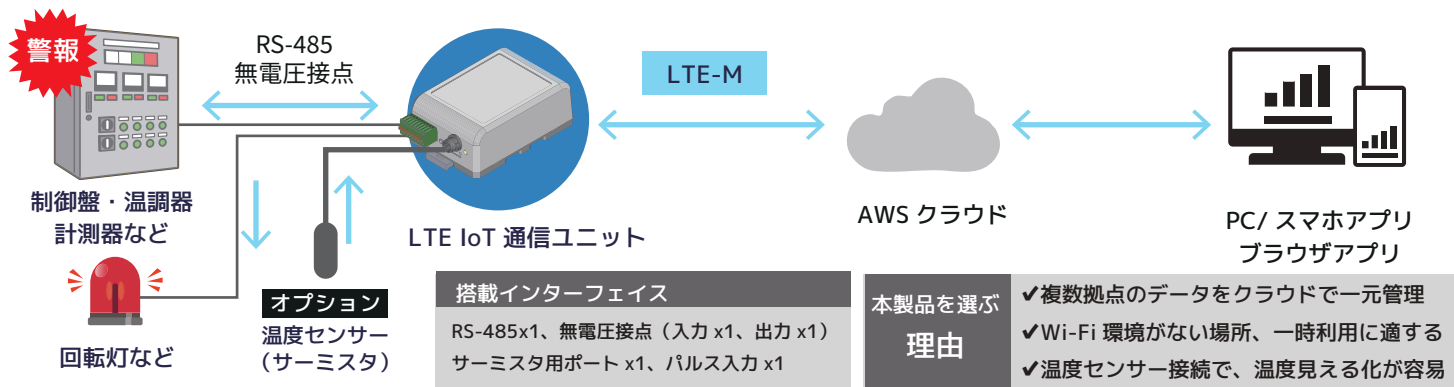 警報
RS-485
無電圧接点
LTE-M
制御盤・温調器
計測器など
LTE IoT 通信ユニット
AWS クラウド
PC/ スマホアプリ
ブラウザアプリ
回転灯など
オプション
温度センサー
（サーミスタ）
搭載インターフェイス
RS-485x1、無電圧接点（入力 x1、出力 x1）
サーミスタ用ポート x1、パルス入力 x1
本製品を選ぶ
理由
✔複数拠点のデータをクラウドで一元管理
✔Wi-Fi 環境がない場所、一時利用に適する
✔温度センサー接続で、温度見える化が容易